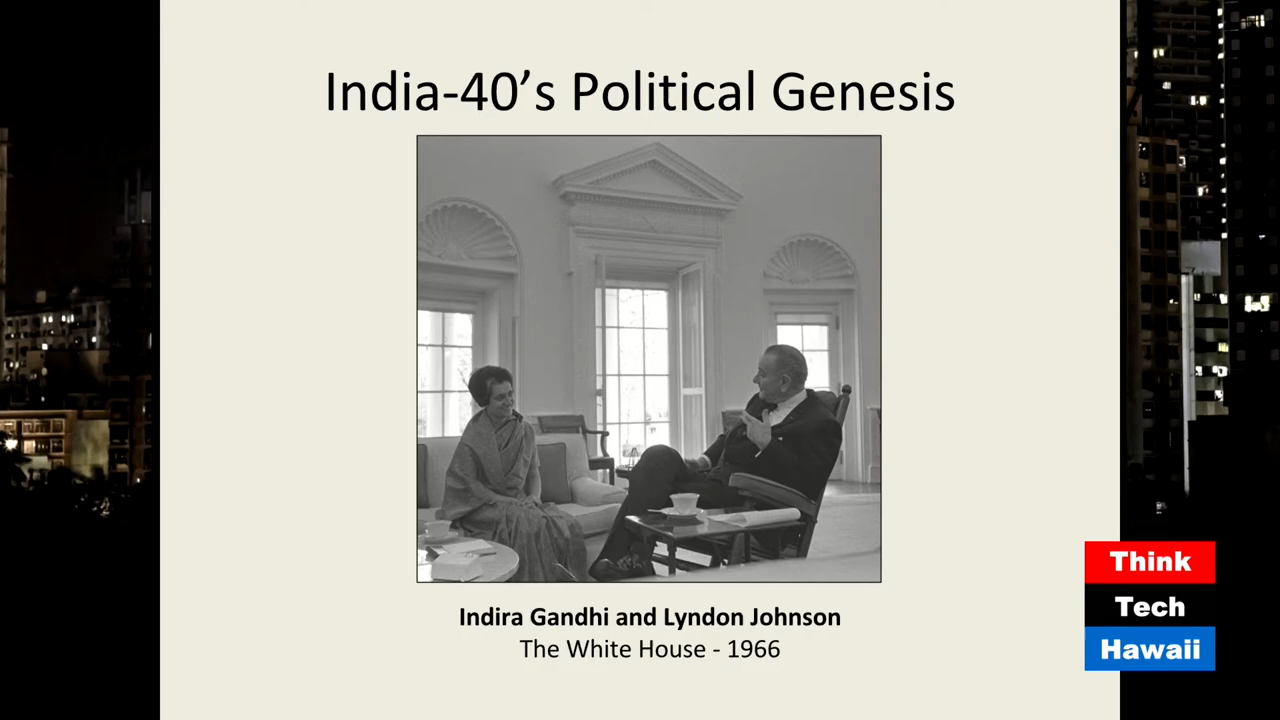 India-40’s Political Genesis
Indira Gandhi and Lyndon Johnson
The White House - 1966
Think
Tech
Hawaii